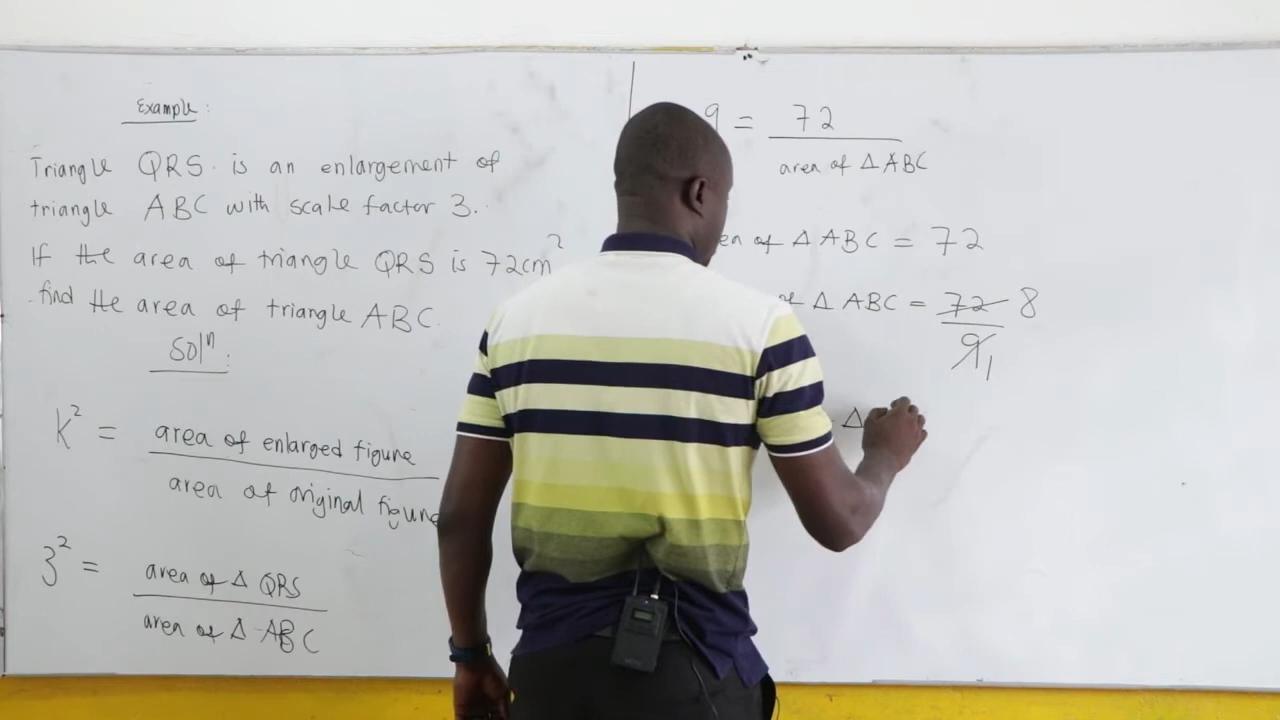 Example:
Triangle QRS. is an enlargement of
triangle ABC with scale factor 3.
If the area of triangle QRS is 72cm²
find the area of triangle ABC.
Solⁿ:
K² = area of enlarged figure
area of original figure
3² = area of Δ QRS
area of Δ ABC
9 = 72
area of Δ ABC
of Δ ABC = 72
Δ ABC = 72 8
9 1
Δ